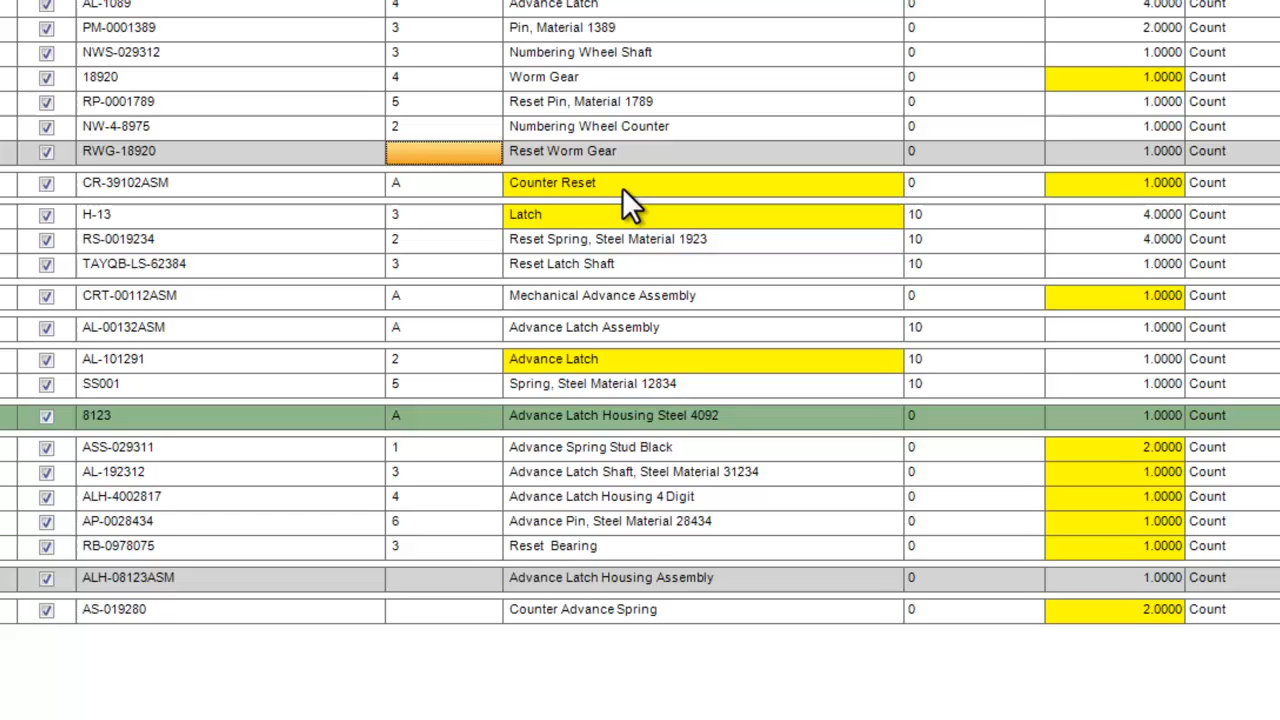 AL-1089 4 Advance Latch 0 4.0000 Count
PM-0001389 3 Pin, Material 1389 0 2.0000 Count
NWS-029312 3 Numbering Wheel Shaft 0 1.0000 Count
18920 4 Worm Gear 0 1.0000 Count
RP-0001789 5 Reset Pin, Material 1789 0 1.0000 Count
NW-4-8975 2 Numbering Wheel Counter 0 1.0000 Count
RWG-18920 Reset Worm Gear 0 1.0000 Count
CR-39102ASM A Counter Reset 0 1.0000 Count
H-13 3 Latch 10 4.0000 Count
RS-0019234 2 Reset Spring, Steel Material 1923 10 4.0000 Count
TAYQB-LS-62384 3 Reset Latch Shaft 10 1.0000 Count
CRT-00112ASM A Mechanical Advance Assembly 0 1.0000 Count
AL-00132ASM A Advance Latch Assembly 10 1.0000 Count
AL-101291 2 Advance Latch 10 1.0000 Count
SS001 5 Spring, Steel Material 12834 10 1.0000 Count
8123 A Advance Latch Housing Steel 4092 0 1.0000 Count
ASS-029311 1 Advance Spring Stud Black 0 2.0000 Count
AL-192312 3 Advance Latch Shaft, Steel Material 31234 0 1.0000 Count
ALH-4002817 4 Advance Latch Housing 4 Digit 0 1.0000 Count
AP-0028434 6 Advance Pin, Steel Material 28434 0 1.0000 Count
RB-0978075 3 Reset Bearing 0 1.0000 Count
ALH-08123ASM Advance Latch Housing Assembly 0 1.0000 Count
AS-019280 Counter Advance Spring 0 2.0000 Count